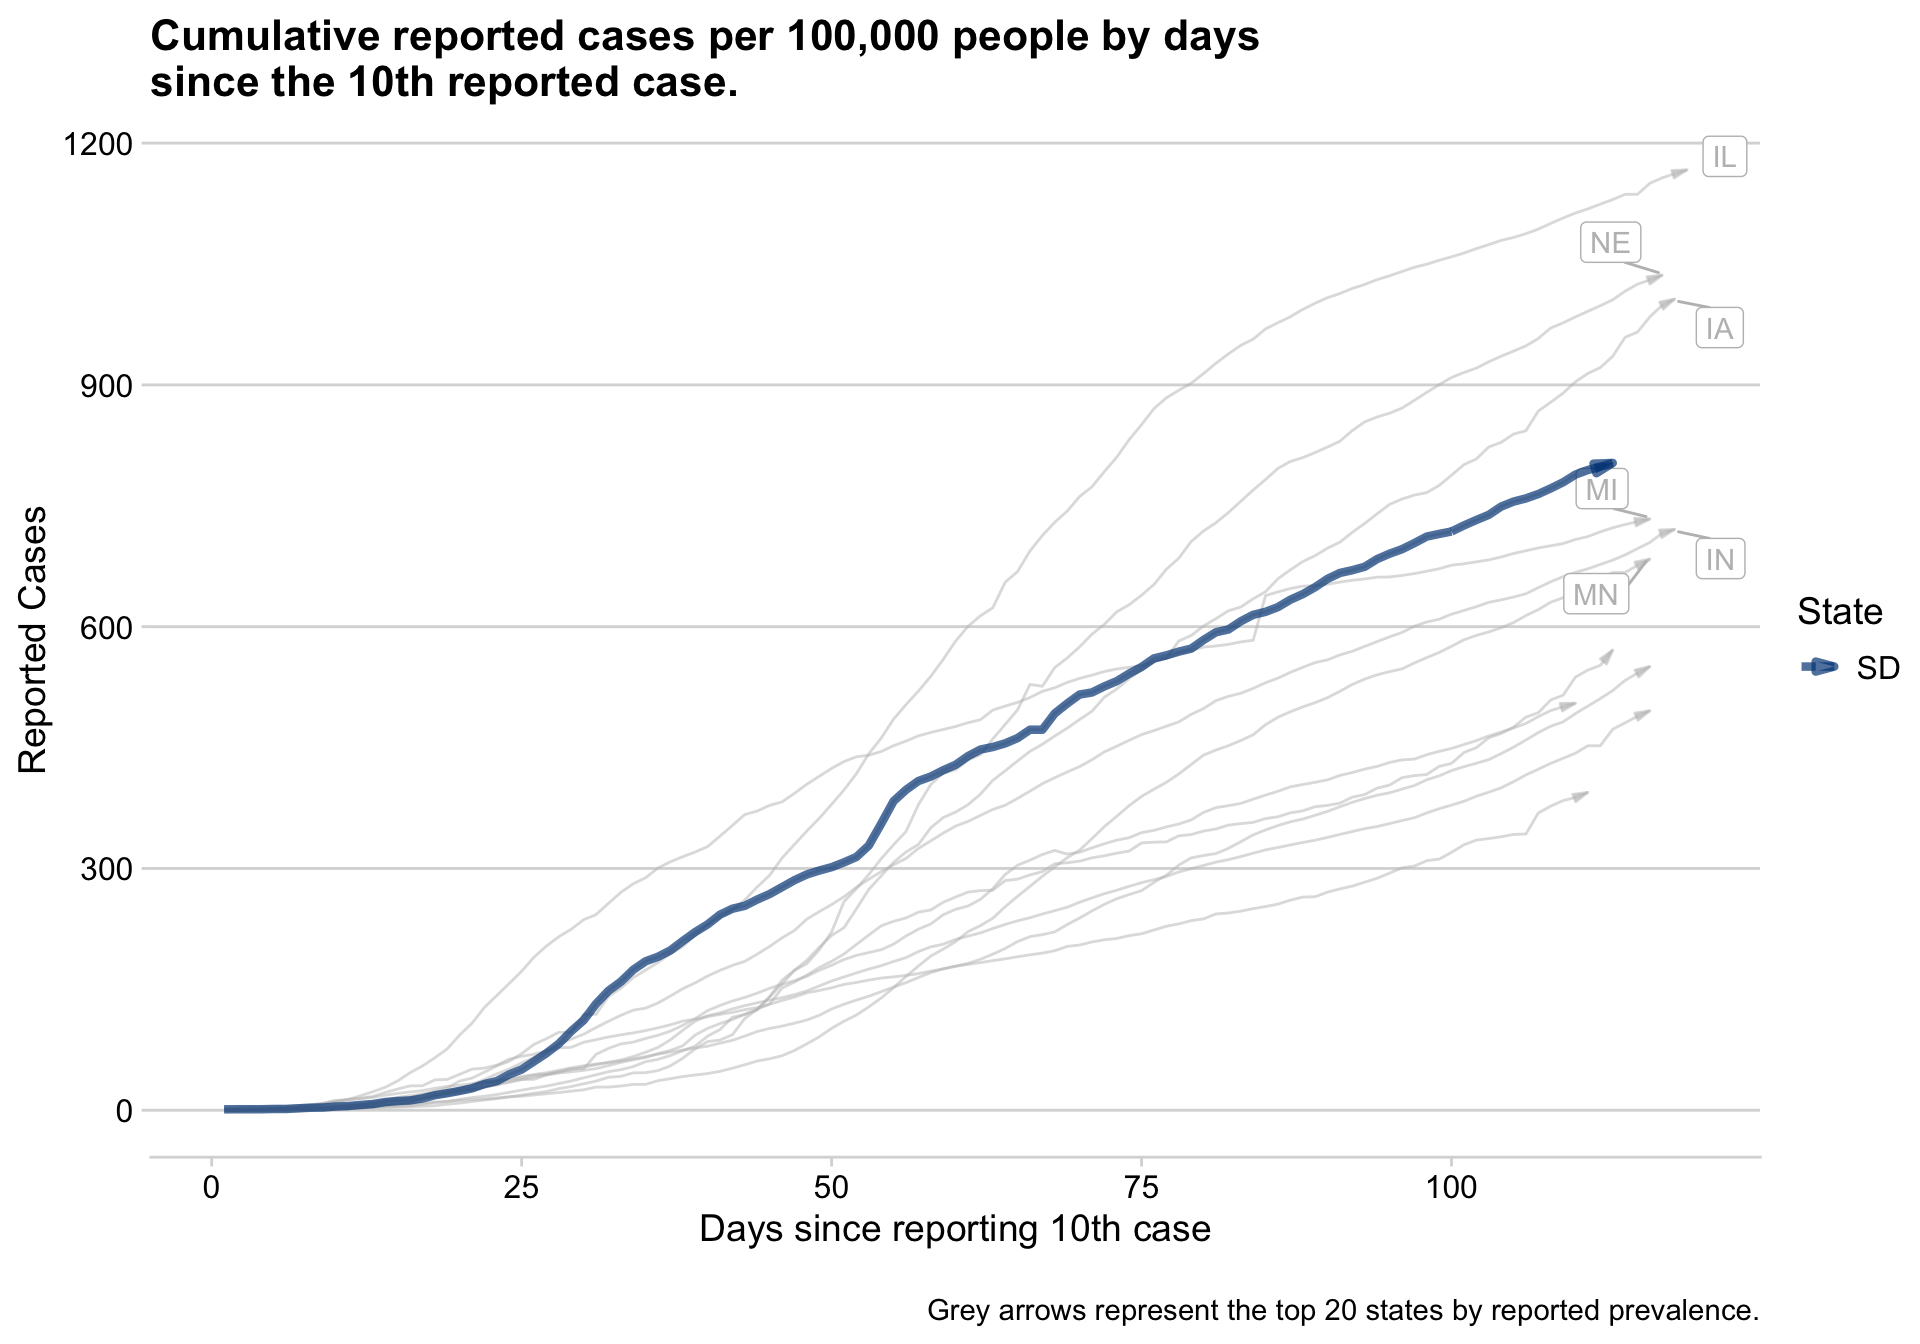 Cumulative reported cases per 100,000 people by days
since the 10th reported case.
1200
900
600
300
0
Reported Cases
IL
NE
IA
MI
IN
MN
State
SD
0
25
50
75
100
Days since reporting 10th case
Grey arrows represent the top 20 states by reported prevalence.